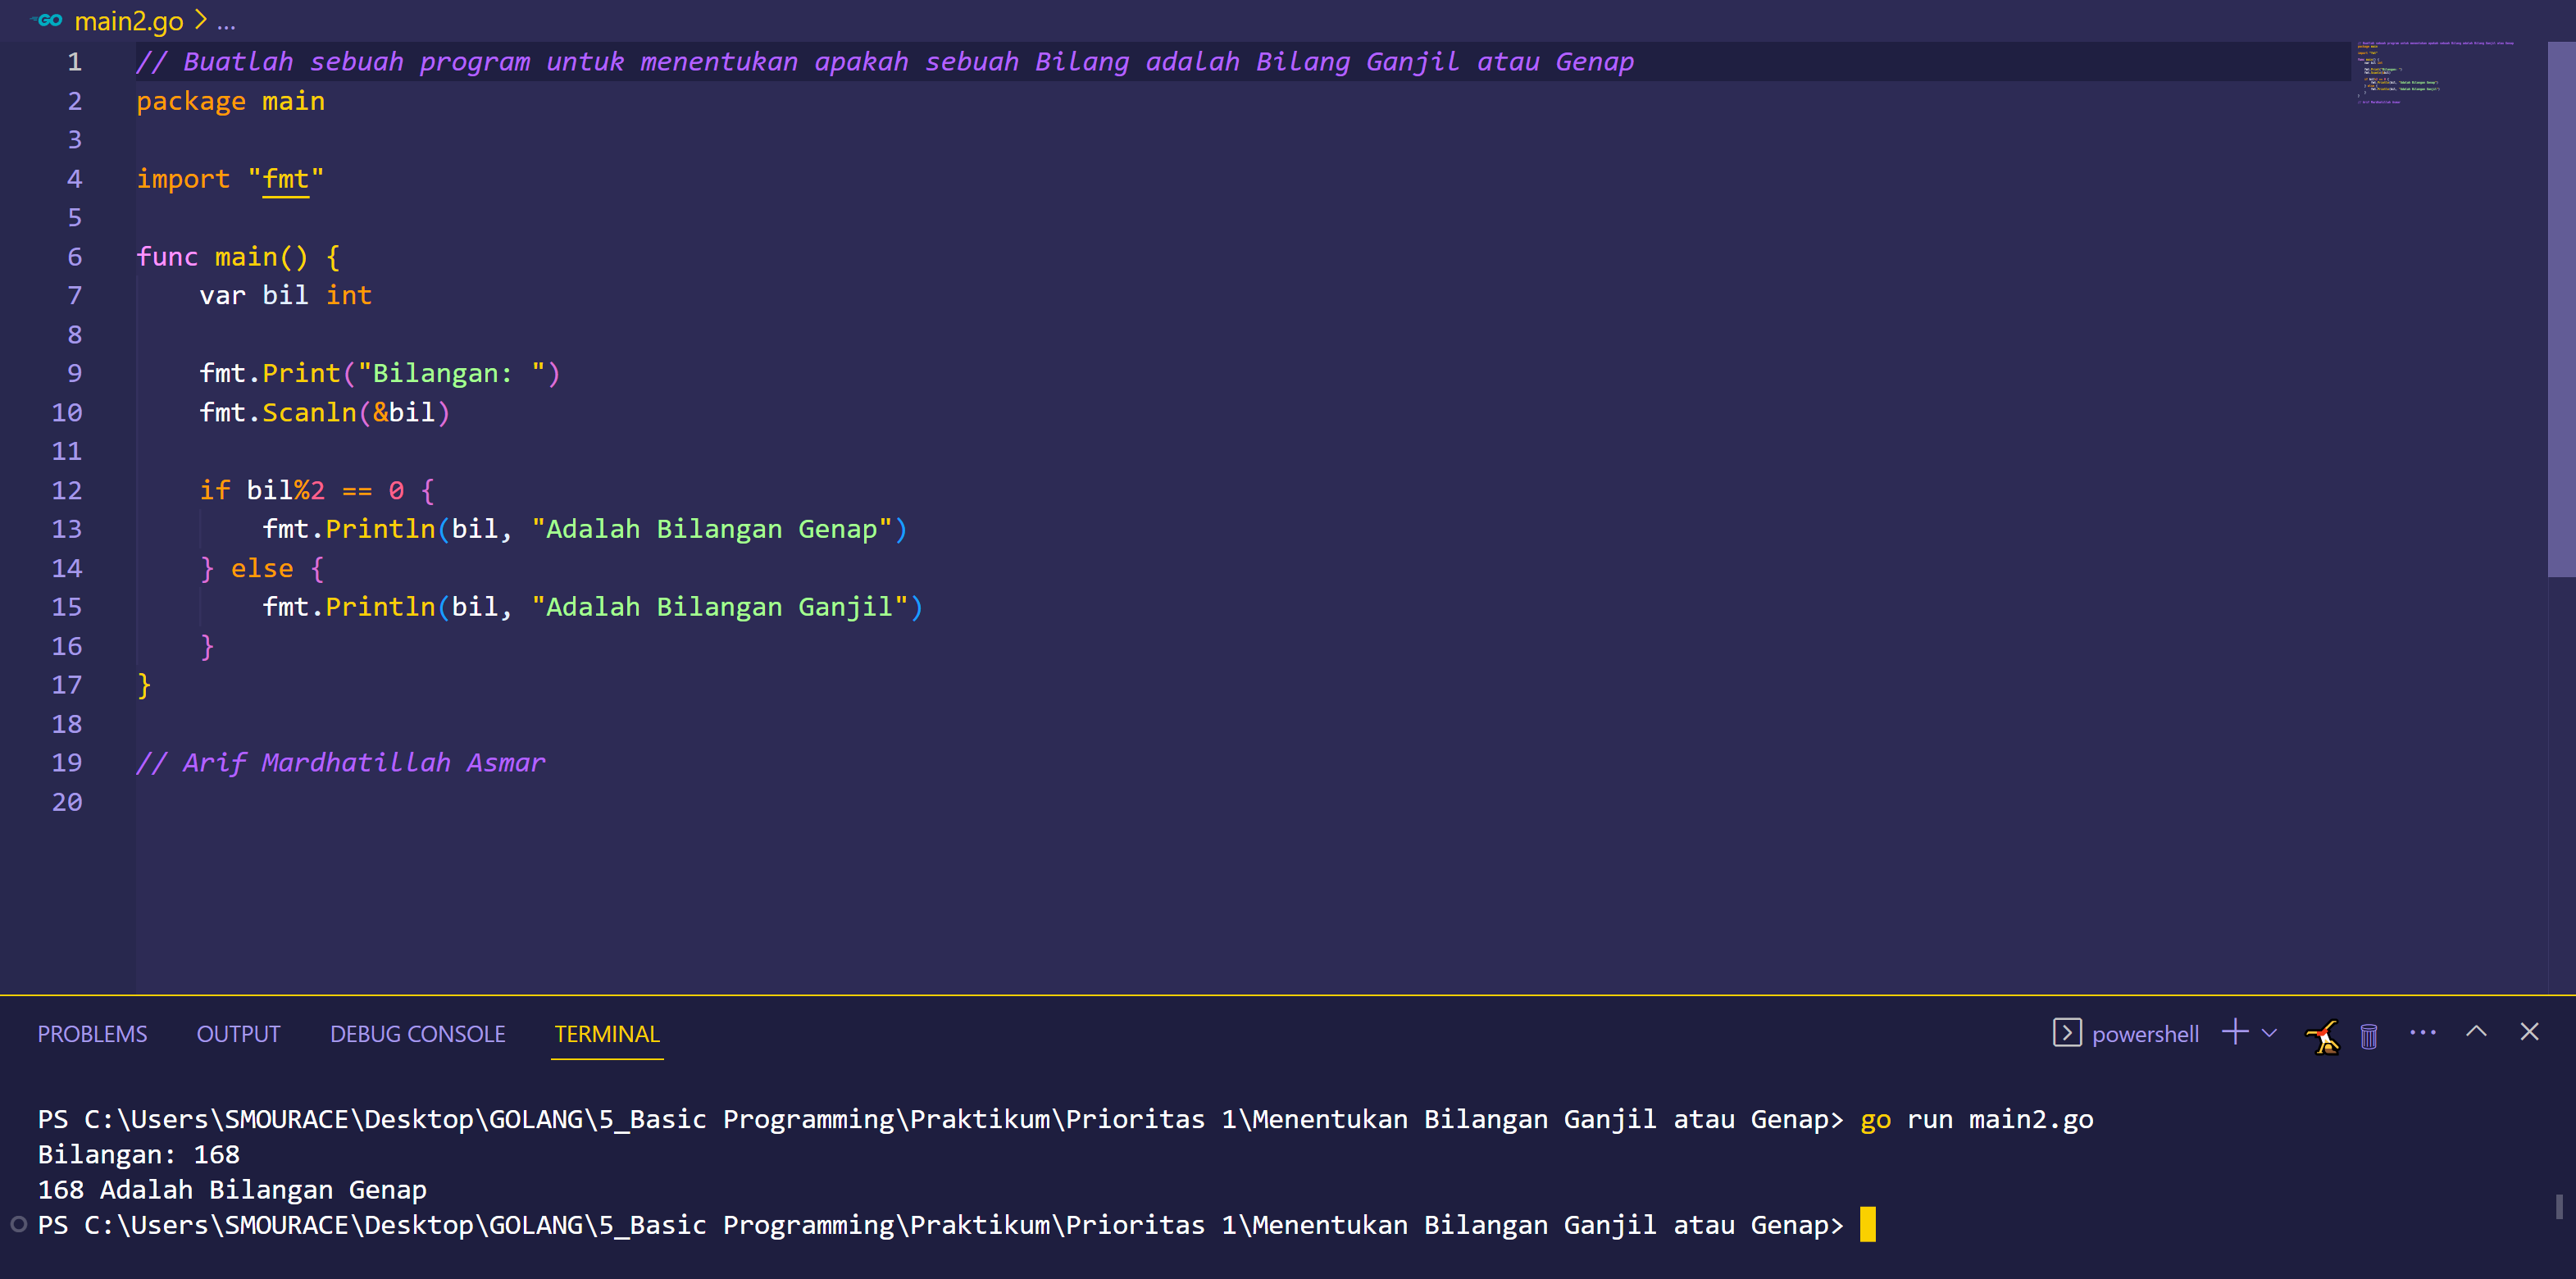 GO main2.go > ...
1 // Buatlah sebuah program untuk menentukan apakah sebuah Bilang adalah Bilang Ganjil atau Genap
2 package main
3
4 import "fmt"
5
6 func main() {
7     var bil int
8
9     fmt.Print("Bilangan: ")
10     fmt.Scanln(&bil)
11
12     if bil%2 == 0 {
13         fmt.Println(bil, "Adalah Bilangan Genap")
14     } else {
15         fmt.Println(bil, "Adalah Bilangan Ganjil")
16     }
17 }
18
19 // Arif Mardhatillah Asmar
20
PROBLEMS OUTPUT DEBUG CONSOLE TERMINAL powershell
PS C:\Users\SMOURACE\Desktop\GOLANG\5_Basic Programming\Praktikum\Prioritas 1\Menentukan Bilangan Ganjil atau Genap> go run main2.go
Bilangan: 168
168 Adalah Bilangan Genap
PS C:\Users\SMOURACE\Desktop\GOLANG\5_Basic Programming\Praktikum\Prioritas 1\Menentukan Bilangan Ganjil atau Genap>